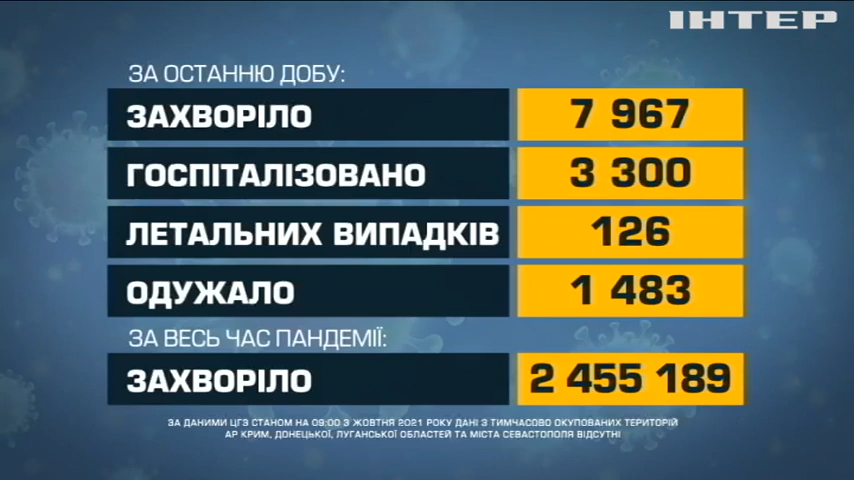 ІНТЕР
ЗА ОСТАННЮ ДОБУ:
ЗАХВОРІЛО 7 967
ГОСПІТАЛІЗОВАНО 3 300
ЛЕТАЛЬНИХ ВИПАДКІВ 126
ОДУЖАЛО 1 483
ЗА ВЕСЬ ЧАС ПАНДЕМІЇ:
ЗАХВОРІЛО 2 455 189
ЗА ДАНИМИ ЦГЗ СТАНОМ НА 09:00 3 ЖОВТНЯ 2021 РОКУ ДАНІ З ТИМЧАСОВО ОКУПОВАНИХ ТЕРИТОРІЙ
АР КРИМ, ДОНЕЦЬКОЇ, ЛУГАНСЬКОЇ ОБЛАСТЕЙ ТА МІСТА СЕВАСТОПОЛЯ ВІДСУТНІ